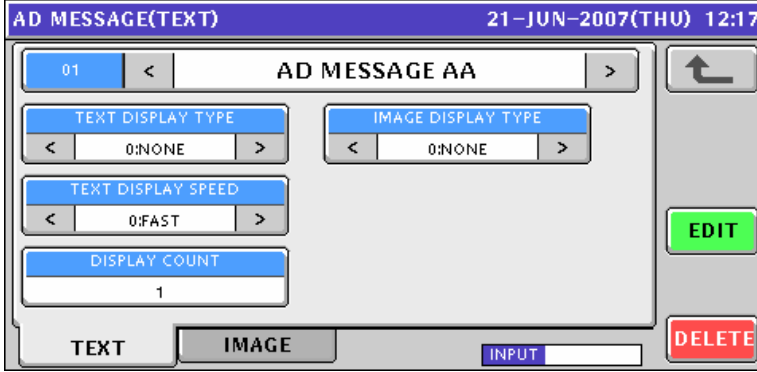 AD MESSAGE(TEXT) 21-JUN-2007(THU) 12:17
01 < AD MESSAGE AA >
TEXT DISPLAY TYPE IMAGE DISPLAY TYPE
< 0:NONE > < 0:NONE >
TEXT DISPLAY SPEED
< 0:FAST >
EDIT
DISPLAY COUNT
1
DELETE
TEXT IMAGE
INPUT